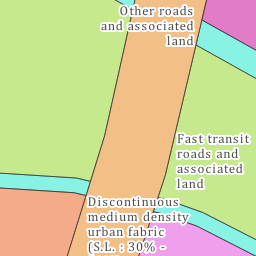 Other roads
and associated
land
Fast transit
roads and
associated
land
Discontinuous
medium density
urban fabric
(S.L. : 30% -